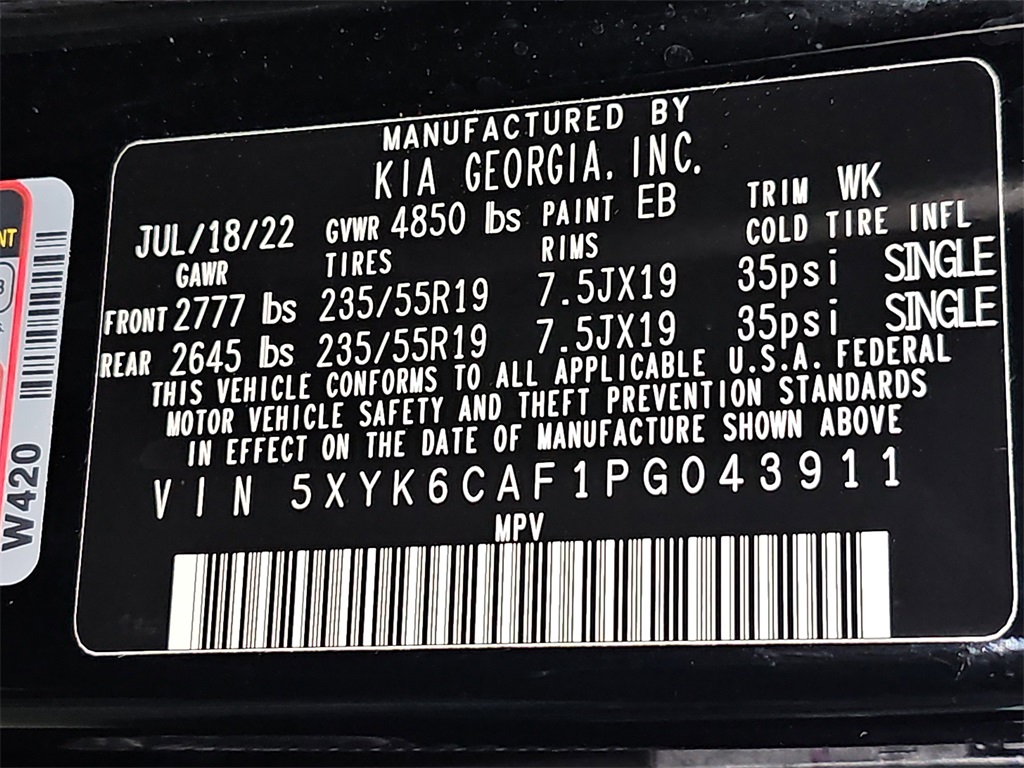 MANUFACTURED BY
KIA GEORGIA, INC.
JUL/18/22 GVWR 4850 lbs PAINT EB TRIM WK
GAWR TIRES RIMS COLD TIRE INFL
FRONT 2777 lbs 235/55R19 7.5JX19 35psi SINGLE
REAR 2645 lbs 235/55R19 7.5JX19 35psi SINGLE
THIS VEHICLE CONFORMS TO ALL APPLICABLE U.S.A. FEDERAL
MOTOR VEHICLE SAFETY AND THEFT PREVENTION STANDARDS
IN EFFECT ON THE DATE OF MANUFACTURE SHOWN ABOVE
VIN 5XYK6CAF1PG043911
MPV
W420
NT